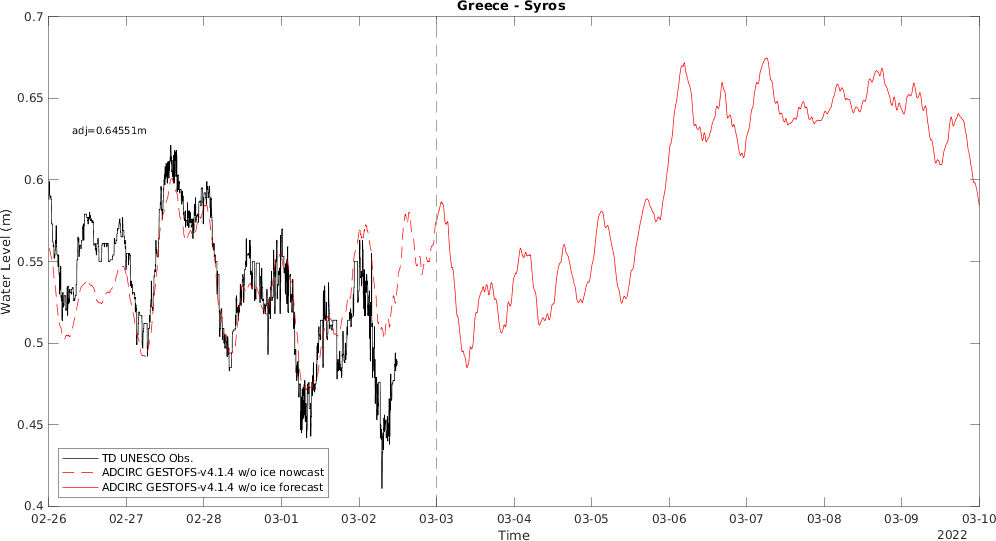 Greece - Syros
0.7
0.65
0.6
0.55
0.5
0.45
0.4
Water Level (m)
adj=0.64551m
TD UNESCO Obs.
ADCIRC GESTOFS-v4.1.4 w/o ice nowcast
ADCIRC GESTOFS-v4.1.4 w/o ice forecast
02-26 02-27 02-28 03-01 03-02 03-03 03-04 03-05 03-06 03-07 03-08 03-09 03-10
Time
2022